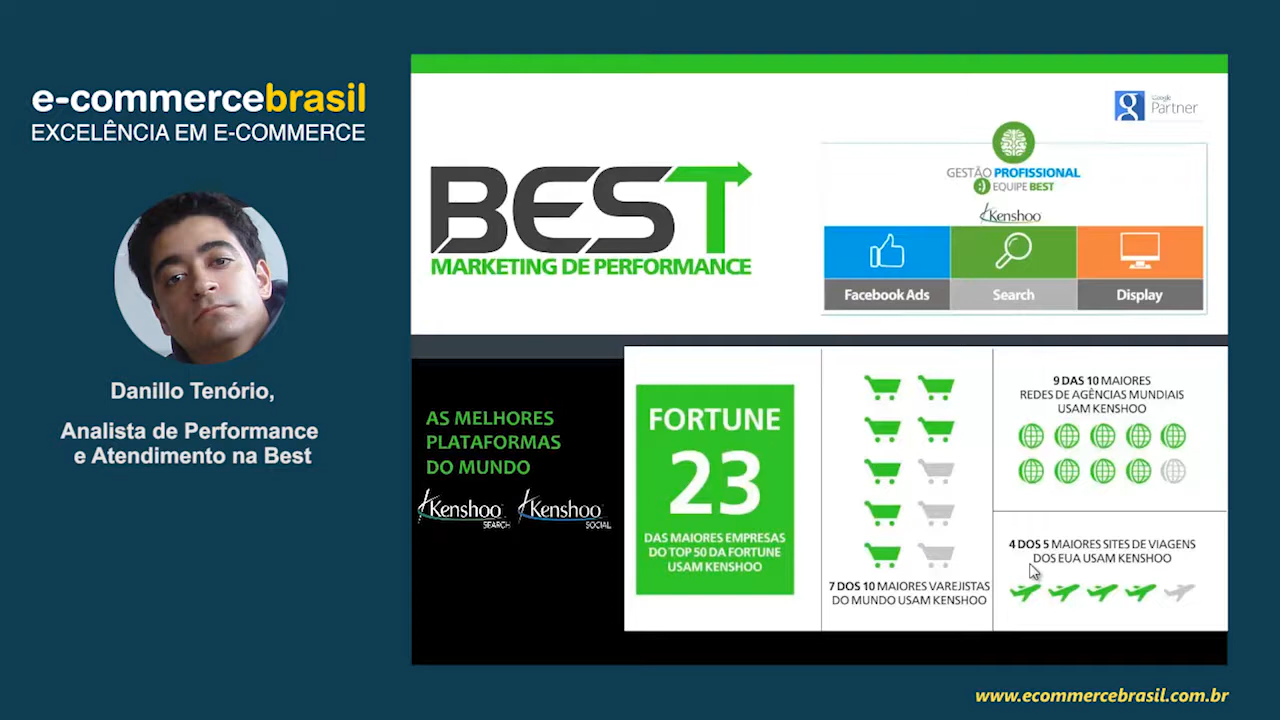 e-commercebrasil
EXCELÊNCIA EM E-COMMERCE
Danillo Tenório,
Analista de Performance
e Atendimento na Best
Google
Partner
BEST
MARKETING DE PERFORMANCE
GESTÃO PROFISSIONAL
EQUIPE BEST
Kenshoo
Facebook Ads
Search
Display
AS MELHORES
PLATAFORMAS
DO MUNDO
Kenshoo
SEARCH
Kenshoo
SOCIAL
FORTUNE
23
DAS MAIORES EMPRESAS
DO TOP 50 DA FORTUNE
USAM KENSHOO
7 DOS 10 MAIORES VAREJISTAS
DO MUNDO USAM KENSHOO
9 DAS 10 MAIORES
REDES DE AGÊNCIAS MUNDIAIS
USAM KENSHOO
4 DOS 5 MAIORES SITES DE VIAGENS
DOS EUA USAM KENSHOO
www.ecommercebrasil.com.br